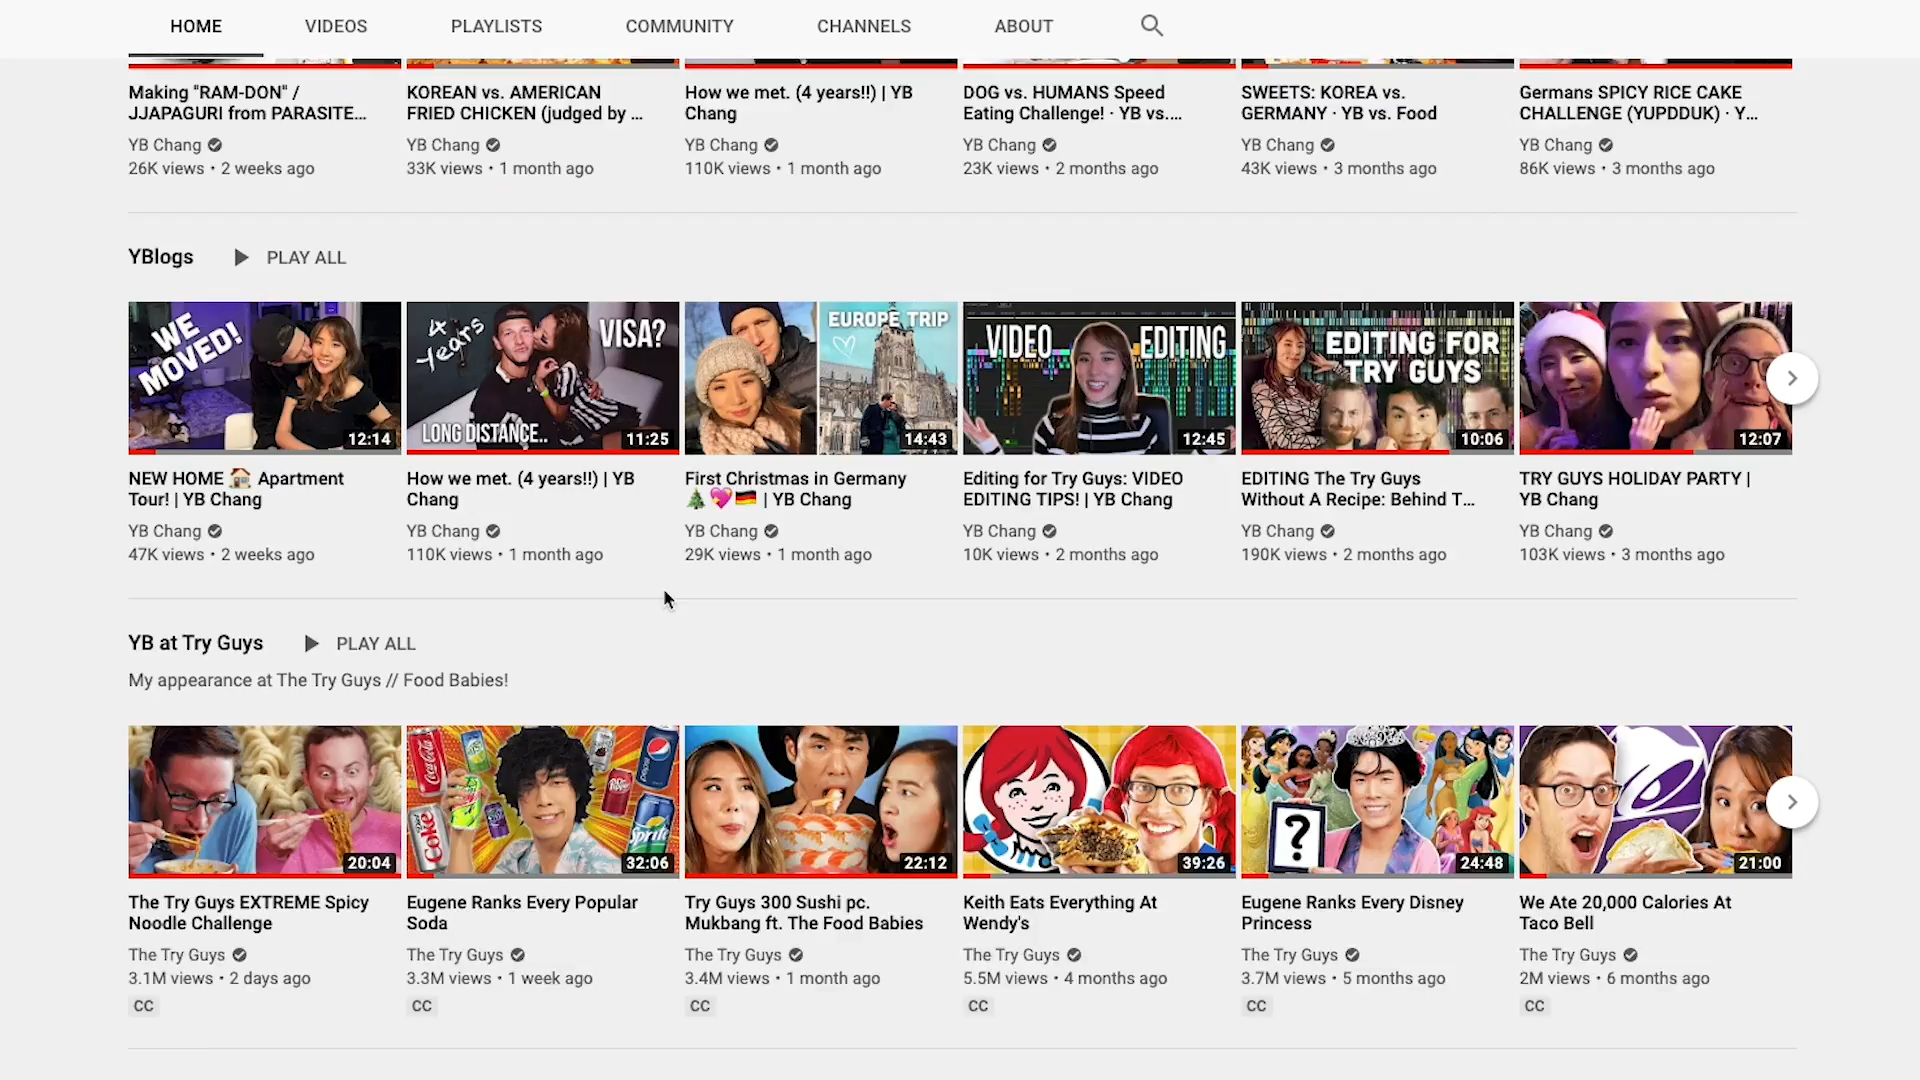 HOME VIDEOS PLAYLISTS COMMUNITY CHANNELS ABOUT
Making "RAM-DON" /
JJAPAGURI from PARASITE...
YB Chang
26K views • 2 weeks ago
KOREAN vs. AMERICAN
FRIED CHICKEN (judged by ...
YB Chang
33K views • 1 month ago
How we met. (4 years!!) | YB
Chang
YB Chang
110K views • 1 month ago
DOG vs. HUMANS Speed
Eating Challenge! · YB vs....
YB Chang
23K views • 2 months ago
SWEETS: KOREA vs.
GERMANY · YB vs. Food
YB Chang
43K views • 3 months ago
Germans SPICY RICE CAKE
CHALLENGE (YUPDDUK) · Y...
YB Chang
86K views • 3 months ago
YBlogs PLAY ALL
WE
MOVED!
12:14
NEW HOME 🏠 Apartment
Tour! | YB Chang
YB Chang
47K views • 2 weeks ago
4
years
VISA?
LONG DISTANCE..
11:25
How we met. (4 years!!) | YB
Chang
YB Chang
110K views • 1 month ago
EUROPE TRIP
14:43
First Christmas in Germany
🎄💖🇩🇪 | YB Chang
YB Chang
29K views • 1 month ago
VIDEO EDITING
12:45
Editing for Try Guys: VIDEO
EDITING TIPS! | YB Chang
YB Chang
10K views • 2 months ago
EDITING FOR
TRY GUYS
10:06
EDITING The Try Guys
Without A Recipe: Behind T...
YB Chang
190K views • 2 months ago
12:07
TRY GUYS HOLIDAY PARTY |
YB Chang
YB Chang
103K views • 3 months ago
YB at Try Guys PLAY ALL
My appearance at The Try Guys // Food Babies!
20:04
The Try Guys EXTREME Spicy
Noodle Challenge
The Try Guys
3.1M views • 2 days ago
CC
Coca-Cola
pepsi
Coke
Sprite
32:06
Eugene Ranks Every Popular
Soda
The Try Guys
3.3M views • 1 week ago
CC
22:12
Try Guys 300 Sushi pc.
Mukbang ft. The Food Babies
The Try Guys
3.4M views • 1 month ago
CC
39:26
Keith Eats Everything At
Wendy's
The Try Guys
5.5M views • 4 months ago
CC
?
24:48
Eugene Ranks Every Disney
Princess
The Try Guys
3.7M views • 5 months ago
CC
21:00
We Ate 20,000 Calories At
Taco Bell
The Try Guys
2M views • 6 months ago
CC